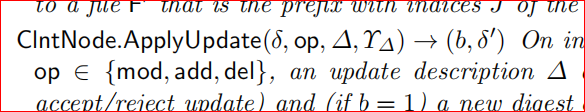 to a file F' that is the prefix with indices J of the
ClntNode.ApplyUpdate(δ, op, Δ, ΥΔ) → (b, δ′) On in
op ∈ {mod, add, del}, an update description Δ
accept/reject update) and (if b = 1) a new digest